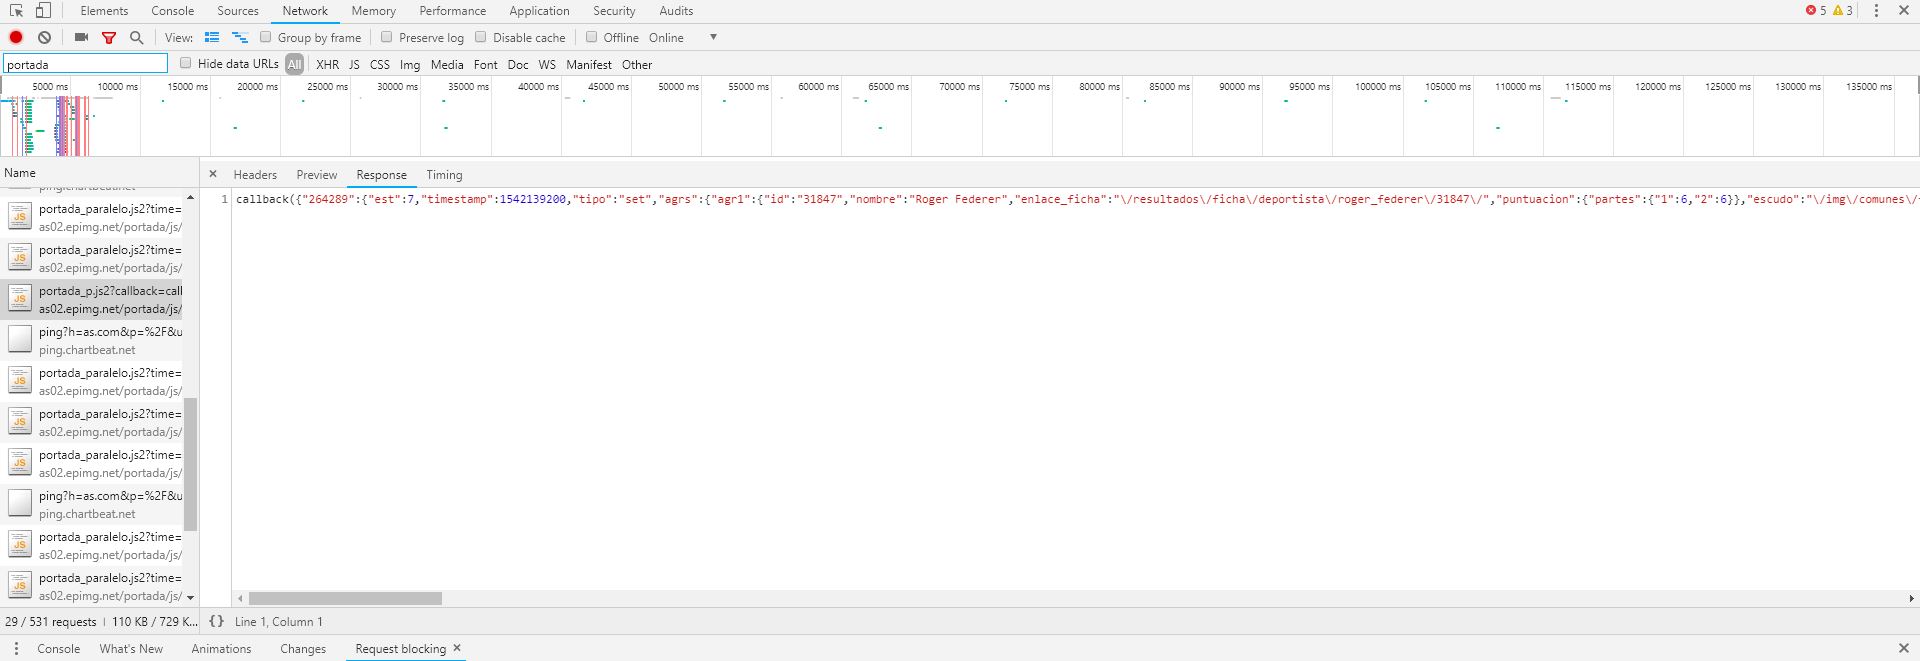 Elements Console Sources Network Memory Performance Application Security Audits 5 3
View: Group by frame Preserve log Disable cache Offline Online
portada Hide data URLs All XHR JS CSS Img Media Font Doc WS Manifest Other
5000 ms 10000 ms 15000 ms 20000 ms 25000 ms 30000 ms 35000 ms 40000 ms 45000 ms 50000 ms 55000 ms 60000 ms 65000 ms 70000 ms 75000 ms 80000 ms 85000 ms 90000 ms 95000 ms 100000 ms 105000 ms 110000 ms 115000 ms 120000 ms 125000 ms 130000 ms 135000 ms
Name
Headers Preview Response Timing
1 callback({"264289":{"est":7,"timestamp":1542139200,"tipo":"set","agrs":{"agr1":{"id":"31847","nombre":"Roger Federer","enlace_ficha":"\/resultados\/ficha\/deportista\/roger_federer\/31847\/","puntuacion":{"partes":{"1":6,"2":6}},"escudo":"\/img\/comunes\/
portada_paralelo.js2?time=
as02.epimg.net/portada/js/
portada_paralelo.js2?time=
as02.epimg.net/portada/js/
portada_p.js2?callback=call
as02.epimg.net/portada/js/
ping?h=as.com&p=%2F&u
ping.chartbeat.net
portada_paralelo.js2?time=
as02.epimg.net/portada/js/
portada_paralelo.js2?time=
as02.epimg.net/portada/js/
portada_paralelo.js2?time=
as02.epimg.net/portada/js/
ping?h=as.com&p=%2F&u
ping.chartbeat.net
portada_paralelo.js2?time=
as02.epimg.net/portada/js/
portada_paralelo.js2?time=
as02.epimg.net/portada/js/
29 / 531 requests | 110 KB / 729 K... {} Line 1, Column 1
Console What's New Animations Changes Request blocking